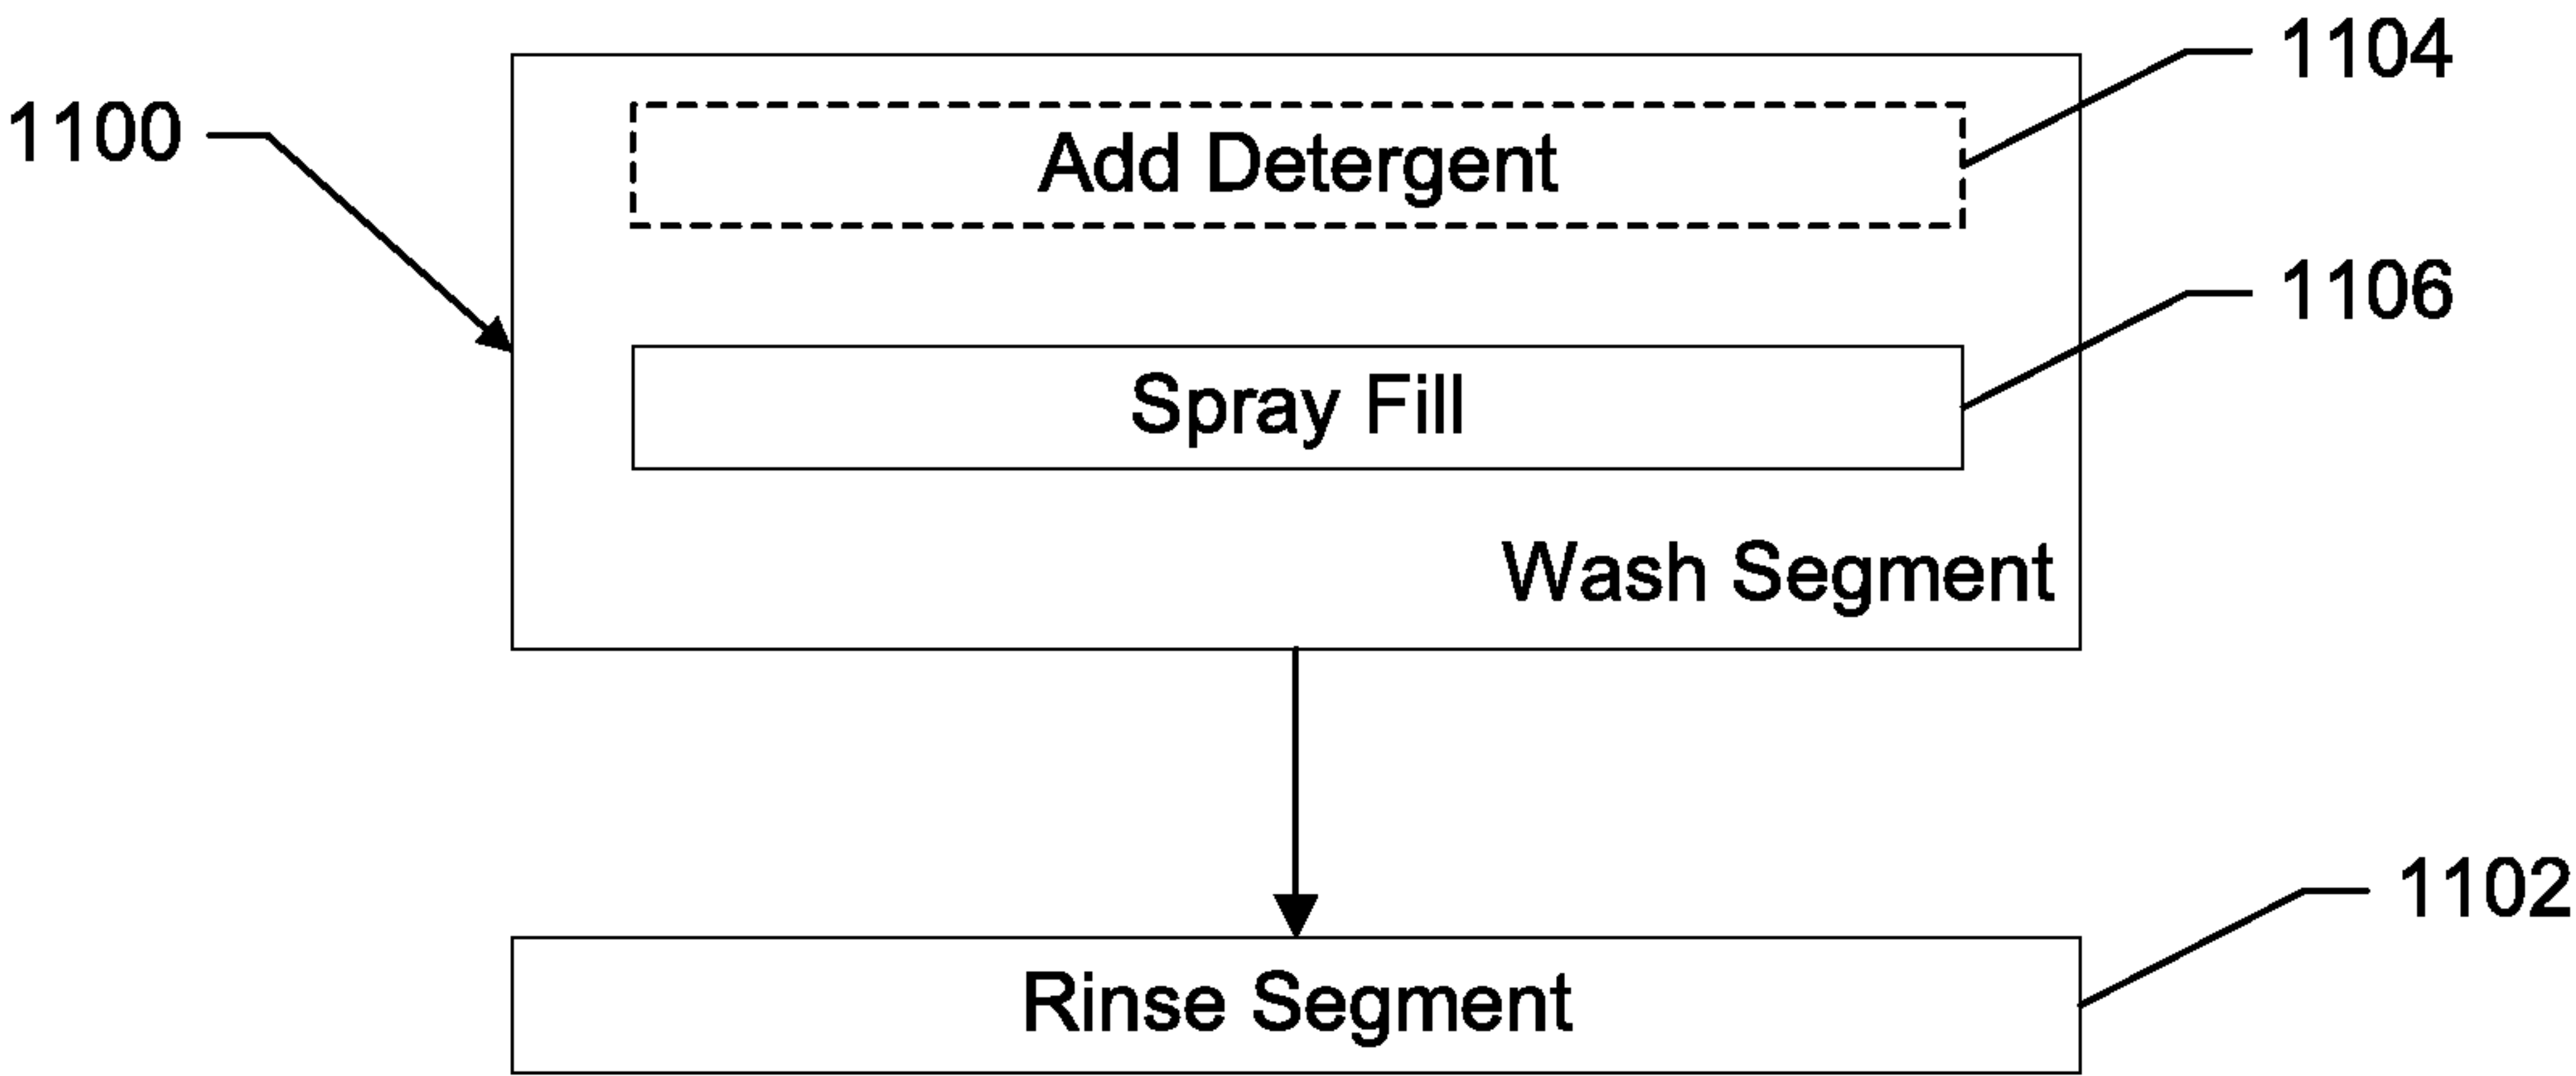 1104
1100
Add Detergent
1106
Spray Fill
Wash Segment
1102
Rinse Segment